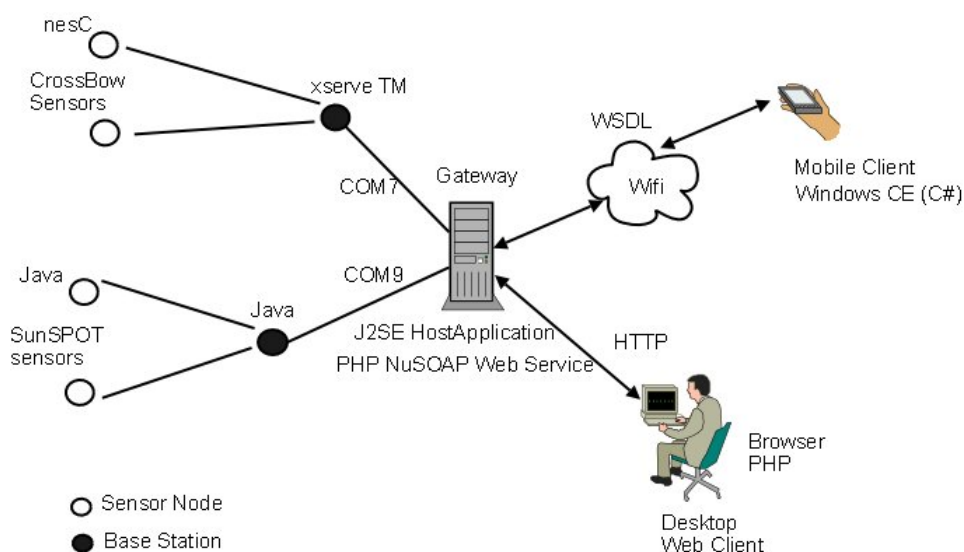 nesC
CrossBow
Sensors
xserve TM
COM7
Gateway
WSDL
Wifi
Mobile Client
Windows CE (C#)
Java
SunSPOT
sensors
Java
COM9
J2SE HostApplication
PHP NuSOAP Web Service
HTTP
Browser
PHP
Desktop
Web Client
Sensor Node
Base Station